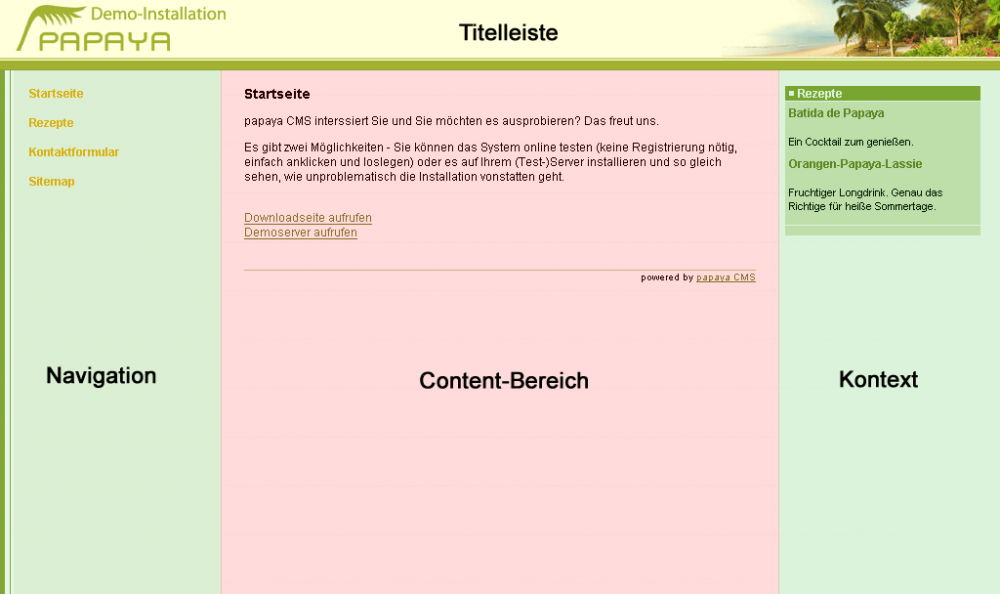 Demo-Installation
PAPAYA
Titelleiste
Startseite
Rezepte
Kontaktformular
Sitemap
Navigation
Startseite
papaya CMS interssiert Sie und Sie möchten es ausprobieren? Das freut uns.
Es gibt zwei Möglichkeiten - Sie können das System online testen (keine Registrierung nötig,
einfach anklicken und loslegen) oder es auf Ihrem (Test-)Server installieren und so gleich
sehen, wie unproblematisch die Installation vonstatten geht.
Downloadseite aufrufen
Demoserver aufrufen
powered by papaya CMS
Content-Bereich
Rezepte
Batida de Papaya
Ein Cocktail zum genießen.
Orangen-Papaya-Lassie
Fruchtiger Longdrink. Genau das
Richtige für heiße Sommertage.
Kontext